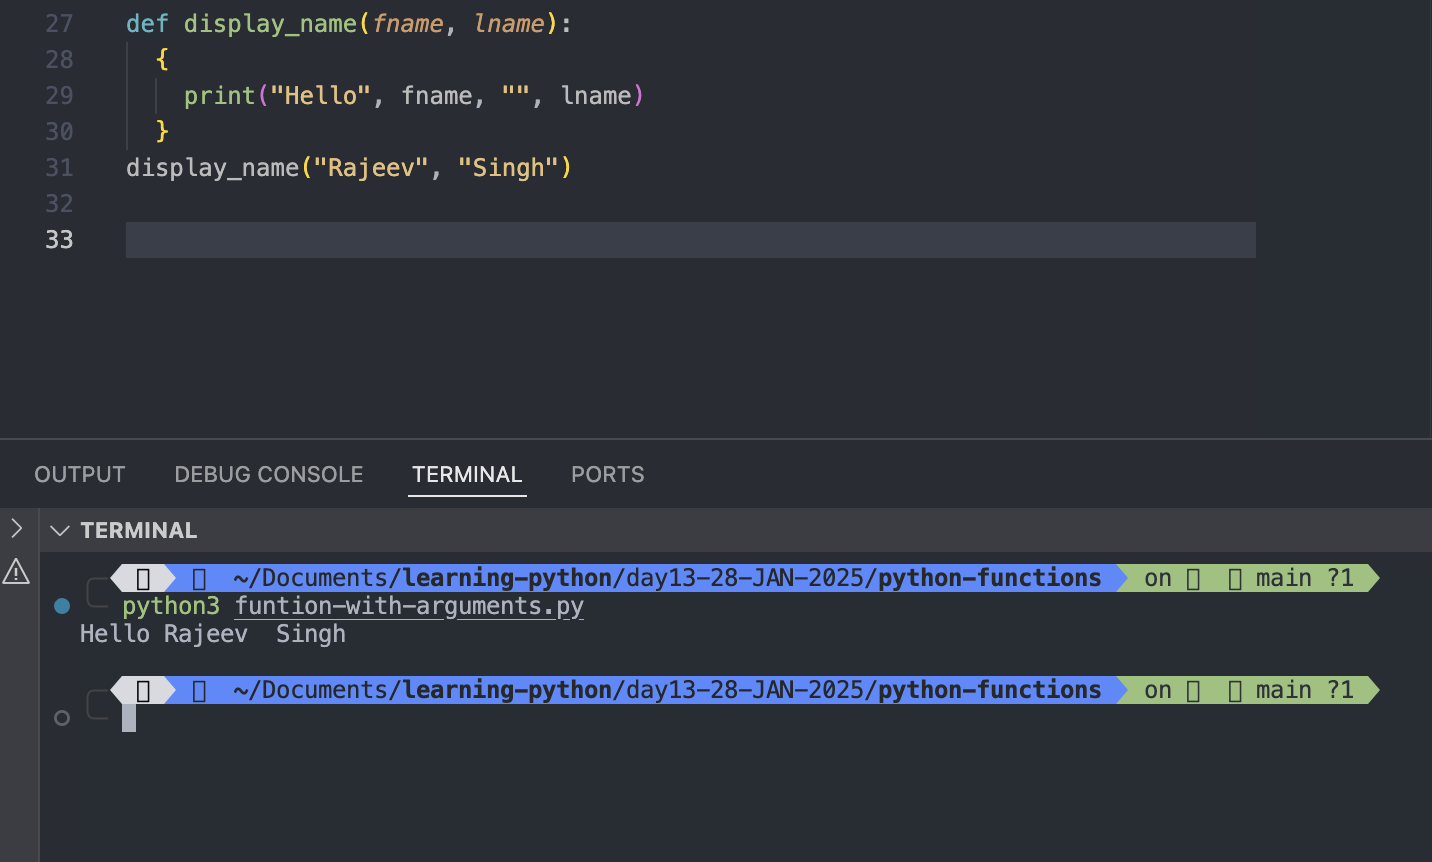 27 def display_name(fname, lname):
28 {
29 print("Hello", fname, "", lname)
30 }
31 display_name("Rajeev", "Singh")
32
33
OUTPUT DEBUG CONSOLE TERMINAL PORTS
TERMINAL
~/Documents/learning-python/day13-28-JAN-2025/python-functions on main ?1
python3 funtion-with-arguments.py
Hello Rajeev  Singh
~/Documents/learning-python/day13-28-JAN-2025/python-functions on main ?1